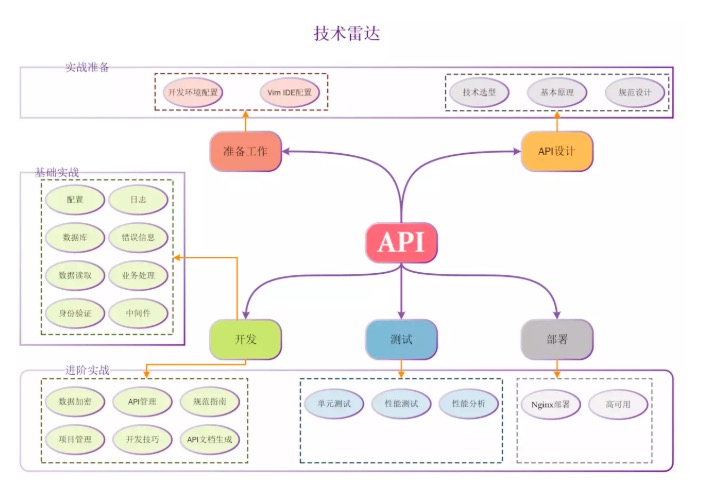 技术雷达
实战准备
开发环境配置
Vim IDE配置
技术选型
基本原理
规范设计
准备工作
API设计
基础实战
配置
日志
数据库
错误信息
数据读取
业务处理
身份验证
中间件
API
开发
测试
部署
进阶实战
数据加密
API管理
规范指南
项目管理
开发技巧
API文档生成
单元测试
性能测试
性能分析
Nginx部署
高可用